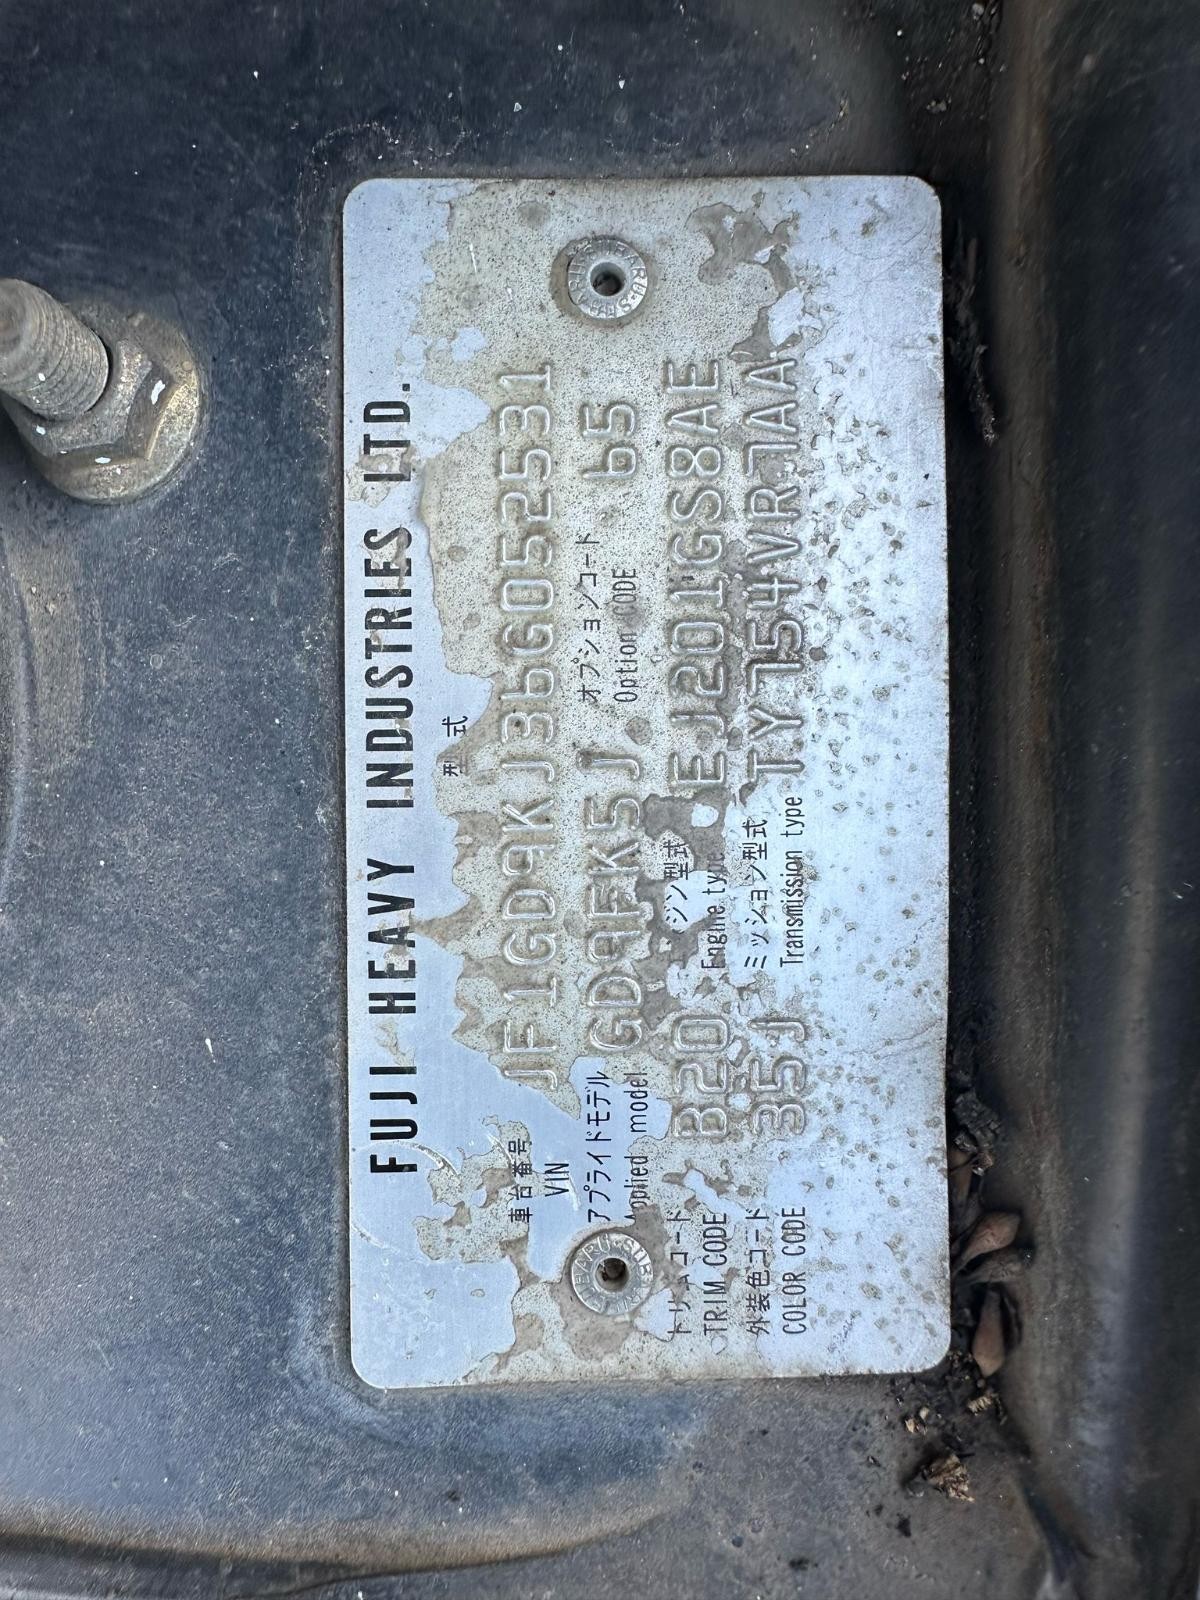 FUJI HEAVY INDUSTRIES LTD.
型式
車台番号
VIN
JF1GD9KJ36G052531
アプライドモデル
Applied model
GD9FK5J
オプションコード
Option CODE
65
トリムコード
TRIM CODE
B20
ジン型式
Engine type
EJ201GS8AE
外装色コード
COLOR CODE
35J
ミッション型式
Transmission type
TY754VR7AA